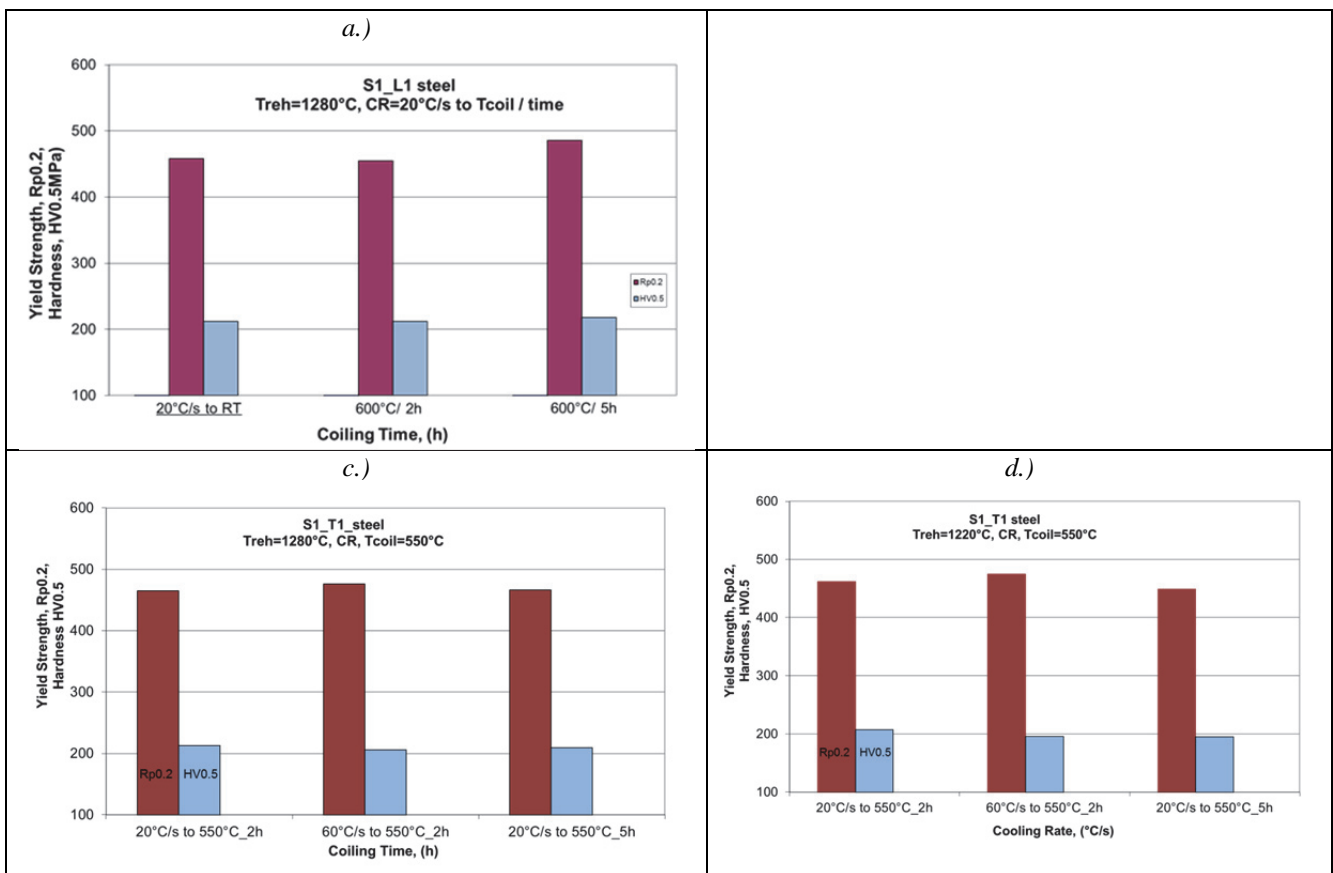 a.)
S1_L1 steel
Treh=1280°C, CR=20°C/s to Tcoil / time
Yield Strength, Rp0.2,
Hardness, HV0.5MPa)
600
500
400
300
200
100
Rp0.2
HV0.5
20°C/s to RT
600°C/ 2h
600°C/ 5h
Coiling Time, (h)
c.)
S1_T1_steel
Treh=1280°C, CR, Tcoil=550°C
Yield Strength, Rp0.2,
Hardness HV0.5
600
500
400
300
200
100
Rp0.2 HV0.5
20°C/s to 550°C_2h
60°C/s to 550°C_2h
20°C/s to 550°C_5h
Coiling Time, (h)
d.)
S1_T1 steel
Treh=1220°C, CR, Tcoil=550°C
Yield Strength, Rp0.2,
Hardness, HV0.5
600
500
400
300
200
100
Rp0.2 HV0.5
20°C/s to 550°C_2h
60°C/s to 550°C_2h
20°C/s to 550°C_5h
Cooling Rate, (°C/s)